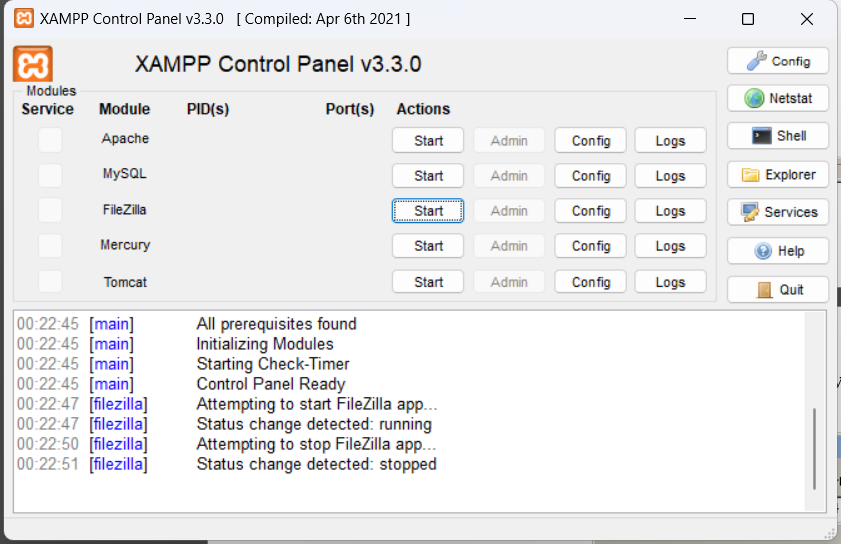 XAMPP Control Panel v3.3.0 [ Compiled: Apr 6th 2021 ]
XAMPP Control Panel v3.3.0
Config
Modules
Service Module PID(s) Port(s) Actions
Netstat
Apache Start Admin Config Logs
Shell
MySQL Start Admin Config Logs
Explorer
FileZilla Start Admin Config Logs
Services
Mercury Start Admin Config Logs
Help
Tomcat Start Admin Config Logs
Quit
00:22:45 [main] All prerequisites found
00:22:45 [main] Initializing Modules
00:22:45 [main] Starting Check-Timer
00:22:45 [main] Control Panel Ready
00:22:47 [filezilla] Attempting to start FileZilla app...
00:22:47 [filezilla] Status change detected: running
00:22:50 [filezilla] Attempting to stop FileZilla app...
00:22:51 [filezilla] Status change detected: stopped